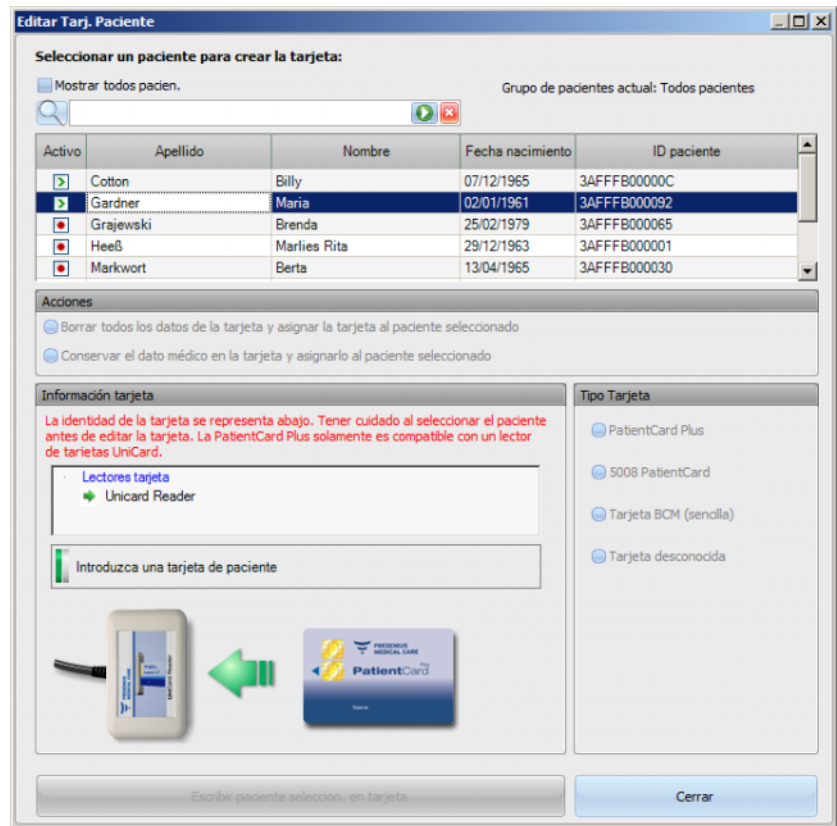 Editar Tarj. Paciente
Seleccionar un paciente para crear la tarjeta:
Mostrar todos pacien.
Grupo de pacientes actual: Todos pacientes
Activo Apellido Nombre Fecha nacimiento ID paciente
Cotton Billy 07/12/1965 3AFFFB00000C
Gardner Maria 02/01/1961 3AFFFB000092
Grajewski Brenda 25/02/1979 3AFFFB000065
Heeß Marlies Rita 29/12/1963 3AFFFB000001
Markwort Berta 13/04/1965 3AFFFB000030
Acciones
Borrar todos los datos de la tarjeta y asignar la tarjeta al paciente seleccionado
Conservar el dato médico en la tarjeta y asignarlo al paciente seleccionado
Información tarjeta
La identidad de la tarjeta se representa abajo. Tener cuidado al seleccionar el paciente
antes de editar la tarjeta. La PatientCard Plus solamente es compatible con un lector
de tarietas UniCard.
Lectores tarjeta
Unicard Reader
Introduzca una tarjeta de paciente
FRESENIUS
MEDICAL CARE
UniCard Reader
FRESENIUS
MEDICAL CARE
PatientCard Plus
Name
Tipo Tarjeta
PatientCard Plus
5008 PatientCard
Tarjeta BCM (sencilla)
Tarjeta desconocida
Escribir paciente seleccion. en tarjeta
Cerrar